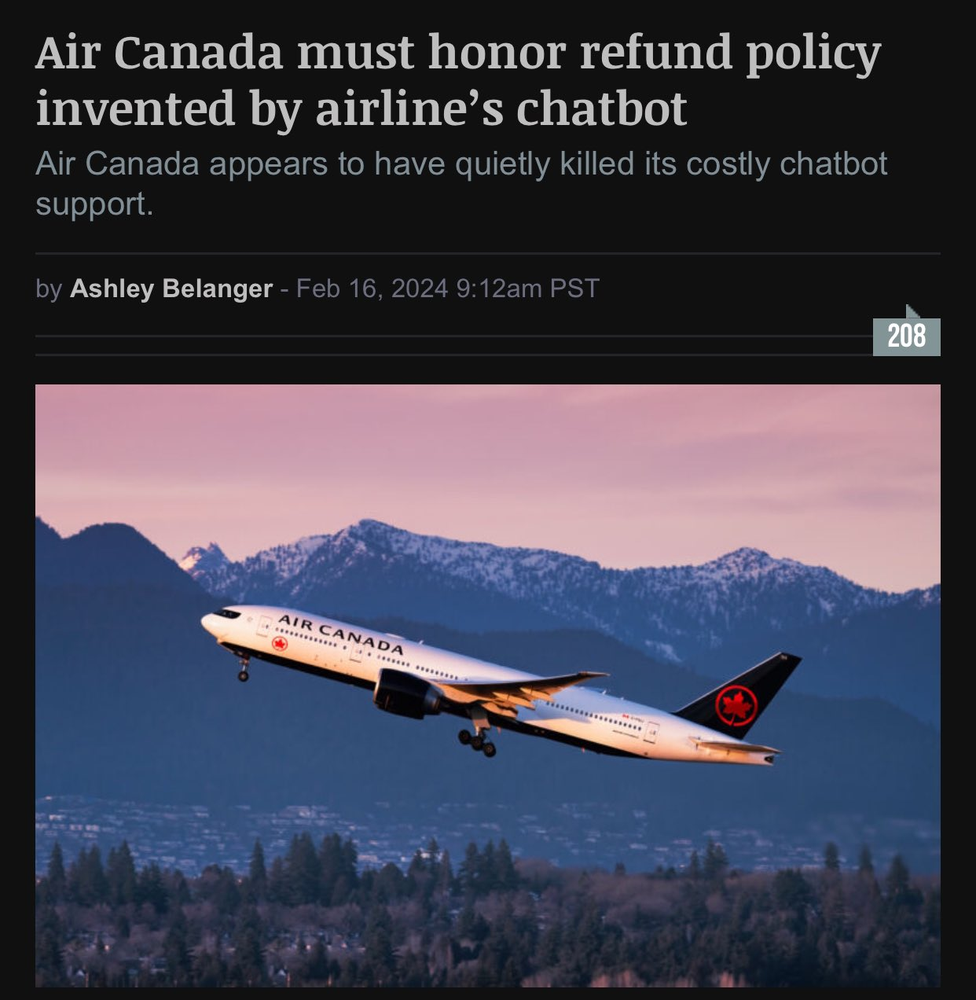 Air Canada must honor refund policy
invented by airline’s chatbot
Air Canada appears to have quietly killed its costly chatbot
support.
by Ashley Belanger - Feb 16, 2024 9:12am PST
208
AIR CANADA